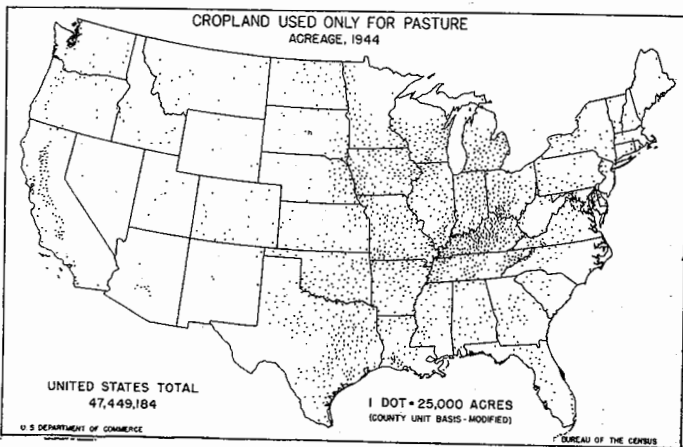 CROPLAND USED ONLY FOR PASTURE
ACREAGE, 1944
UNITED STATES TOTAL
47,449,184
1 DOT = 25,000 ACRES
(COUNTY UNIT BASIS - MODIFIED)
U S DEPARTMENT OF COMMERCE
BUREAU OF THE CENSUS